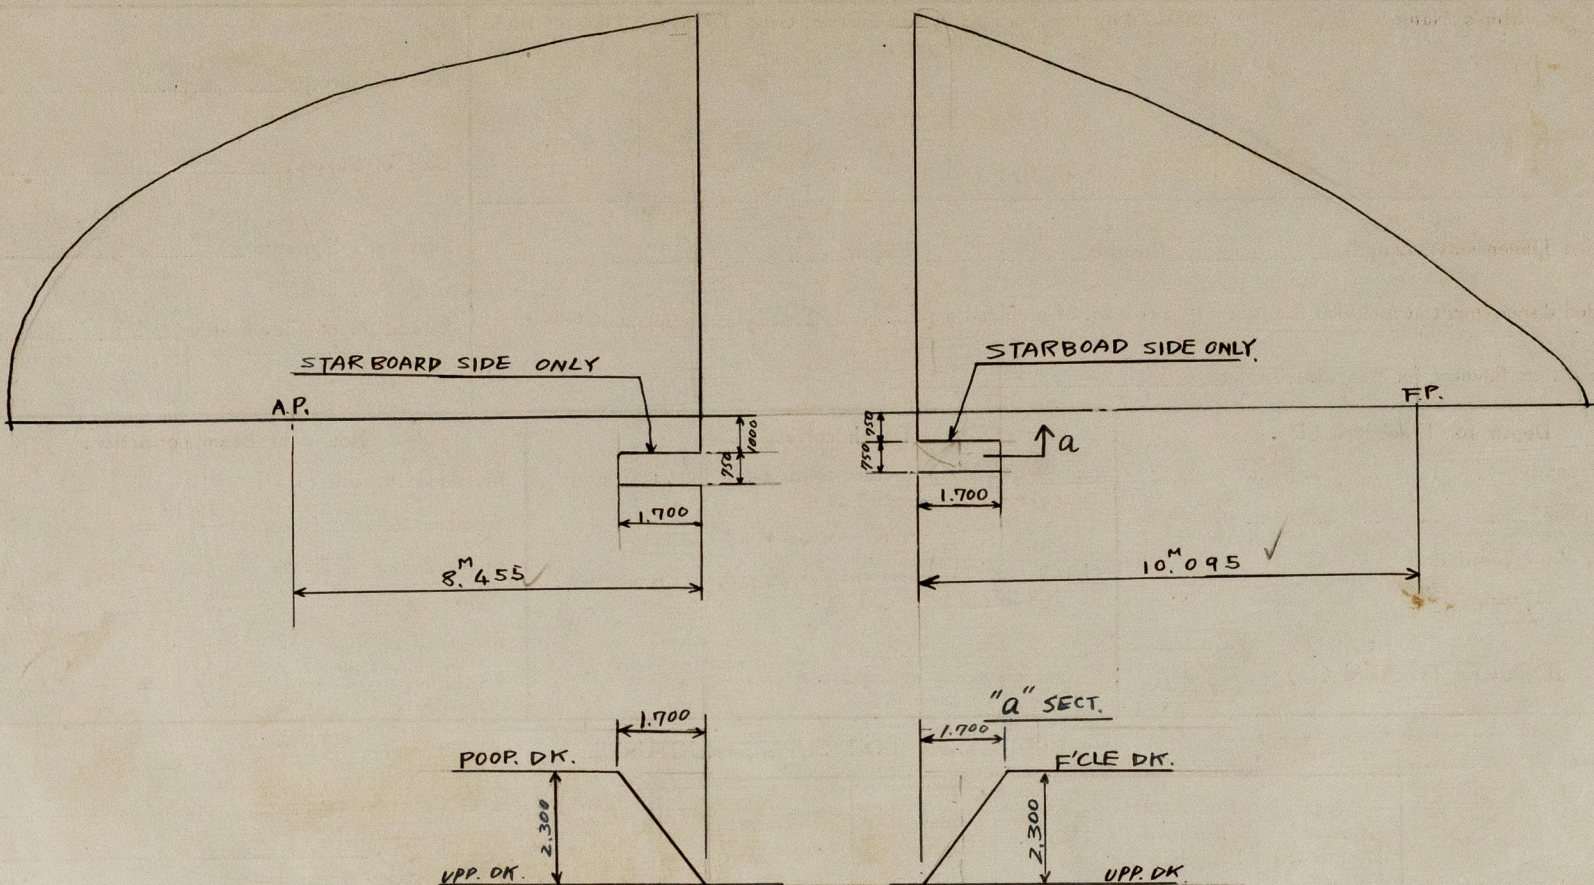 STARBOARD SIDE ONLY
STARBOAD SIDE ONLY.
A.P.
F.P.
1000
750
750
750
a
1.700
1.700
8.M455
10.M095
"a" SECT.
1.700
1.700
POOP. DK.
F'CLE DK.
2,300
2,300
UPP. DK.
UPP. DK